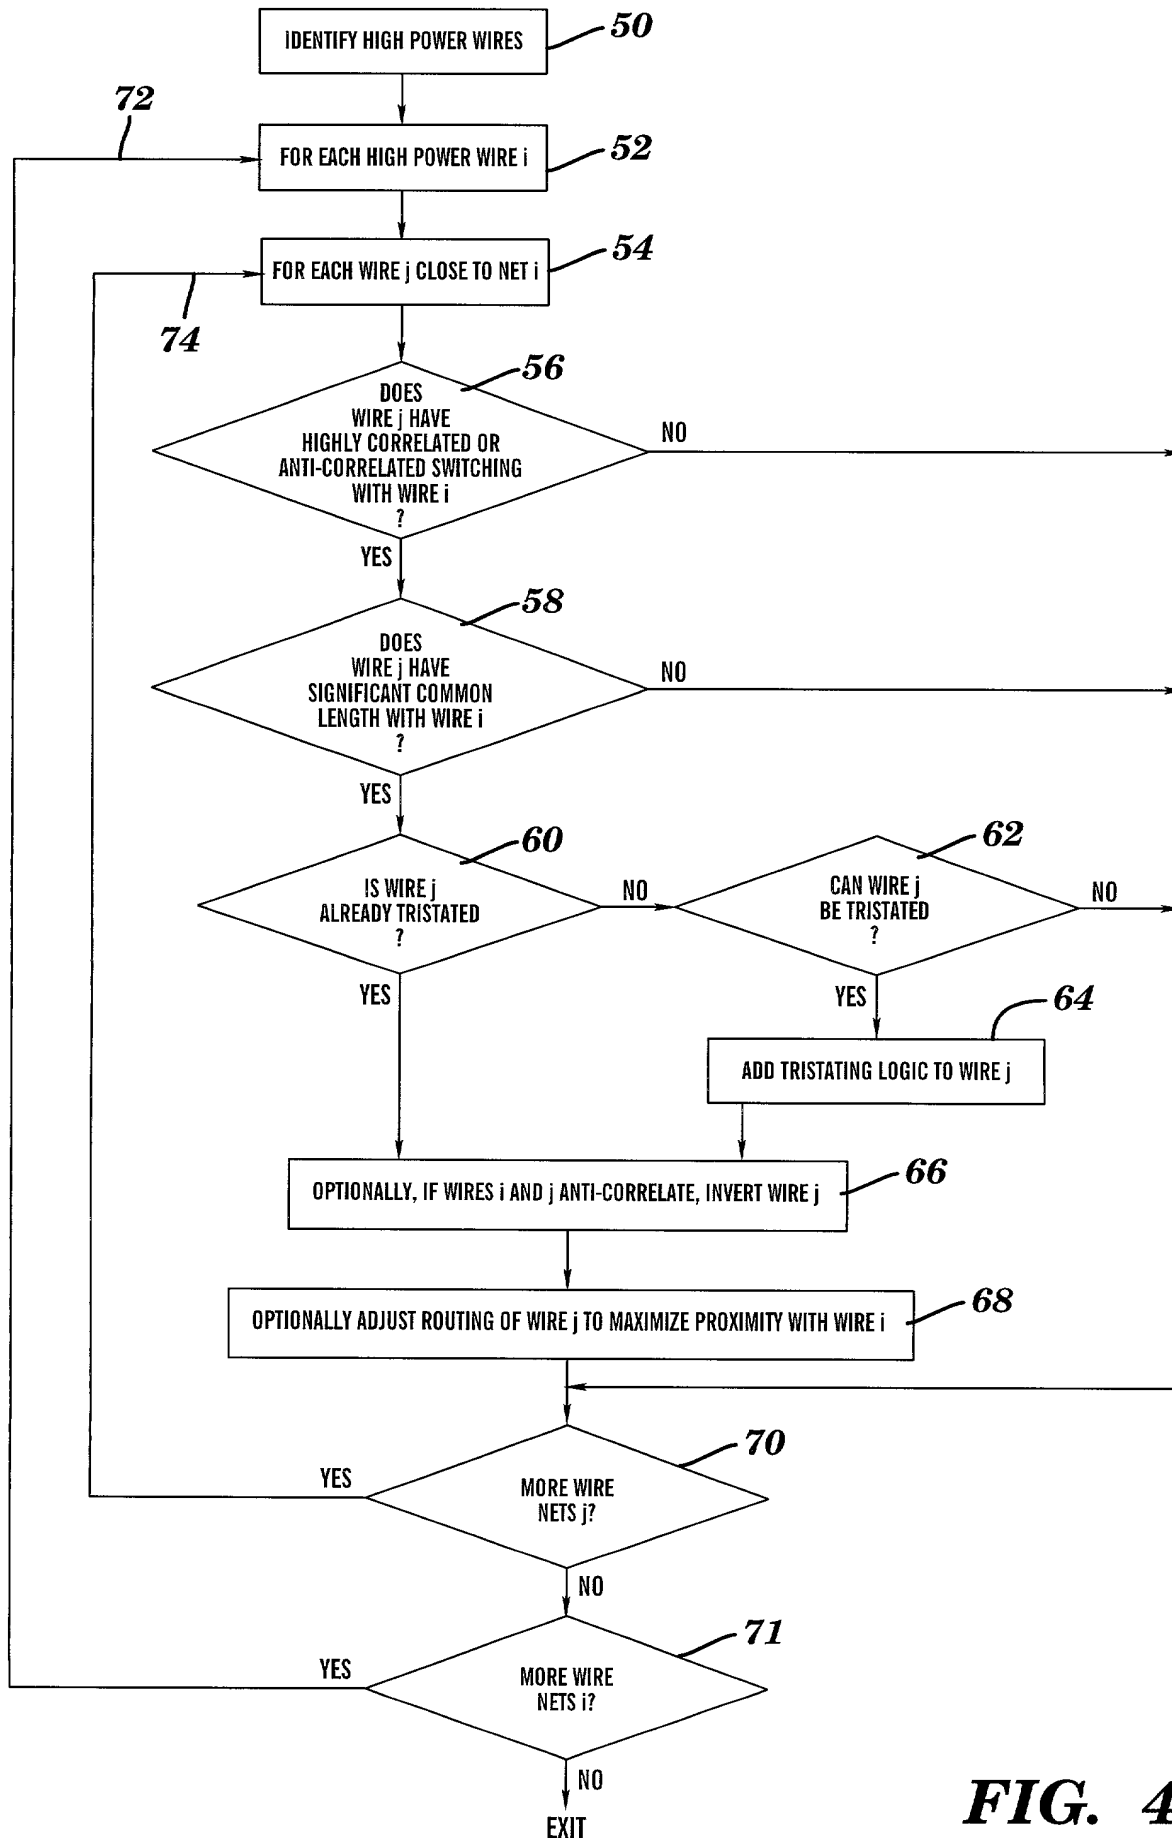 IDENTIFY HIGH POWER WIRES
50
72
FOR EACH HIGH POWER WIRE i
52
FOR EACH WIRE j CLOSE TO NET i
54
74
56
DOES
WIRE j HAVE
HIGHLY CORRELATED OR
ANTI-CORRELATED SWITCHING
WITH WIRE i
?
NO
YES
58
DOES
WIRE j HAVE
SIGNIFICANT COMMON
LENGTH WITH WIRE i
?
NO
YES
60
IS WIRE j
ALREADY TRISTATED
?
NO
62
CAN WIRE j
BE TRISTATED
?
NO
YES
YES
64
ADD TRISTATING LOGIC TO WIRE j
OPTIONALLY, IF WIRES i AND j ANTI-CORRELATE, INVERT WIRE j
66
OPTIONALLY ADJUST ROUTING OF WIRE j TO MAXIMIZE PROXIMITY WITH WIRE i
68
70
YES
MORE WIRE
NETS j?
NO
71
YES
MORE WIRE
NETS i?
NO
EXIT
FIG. 4